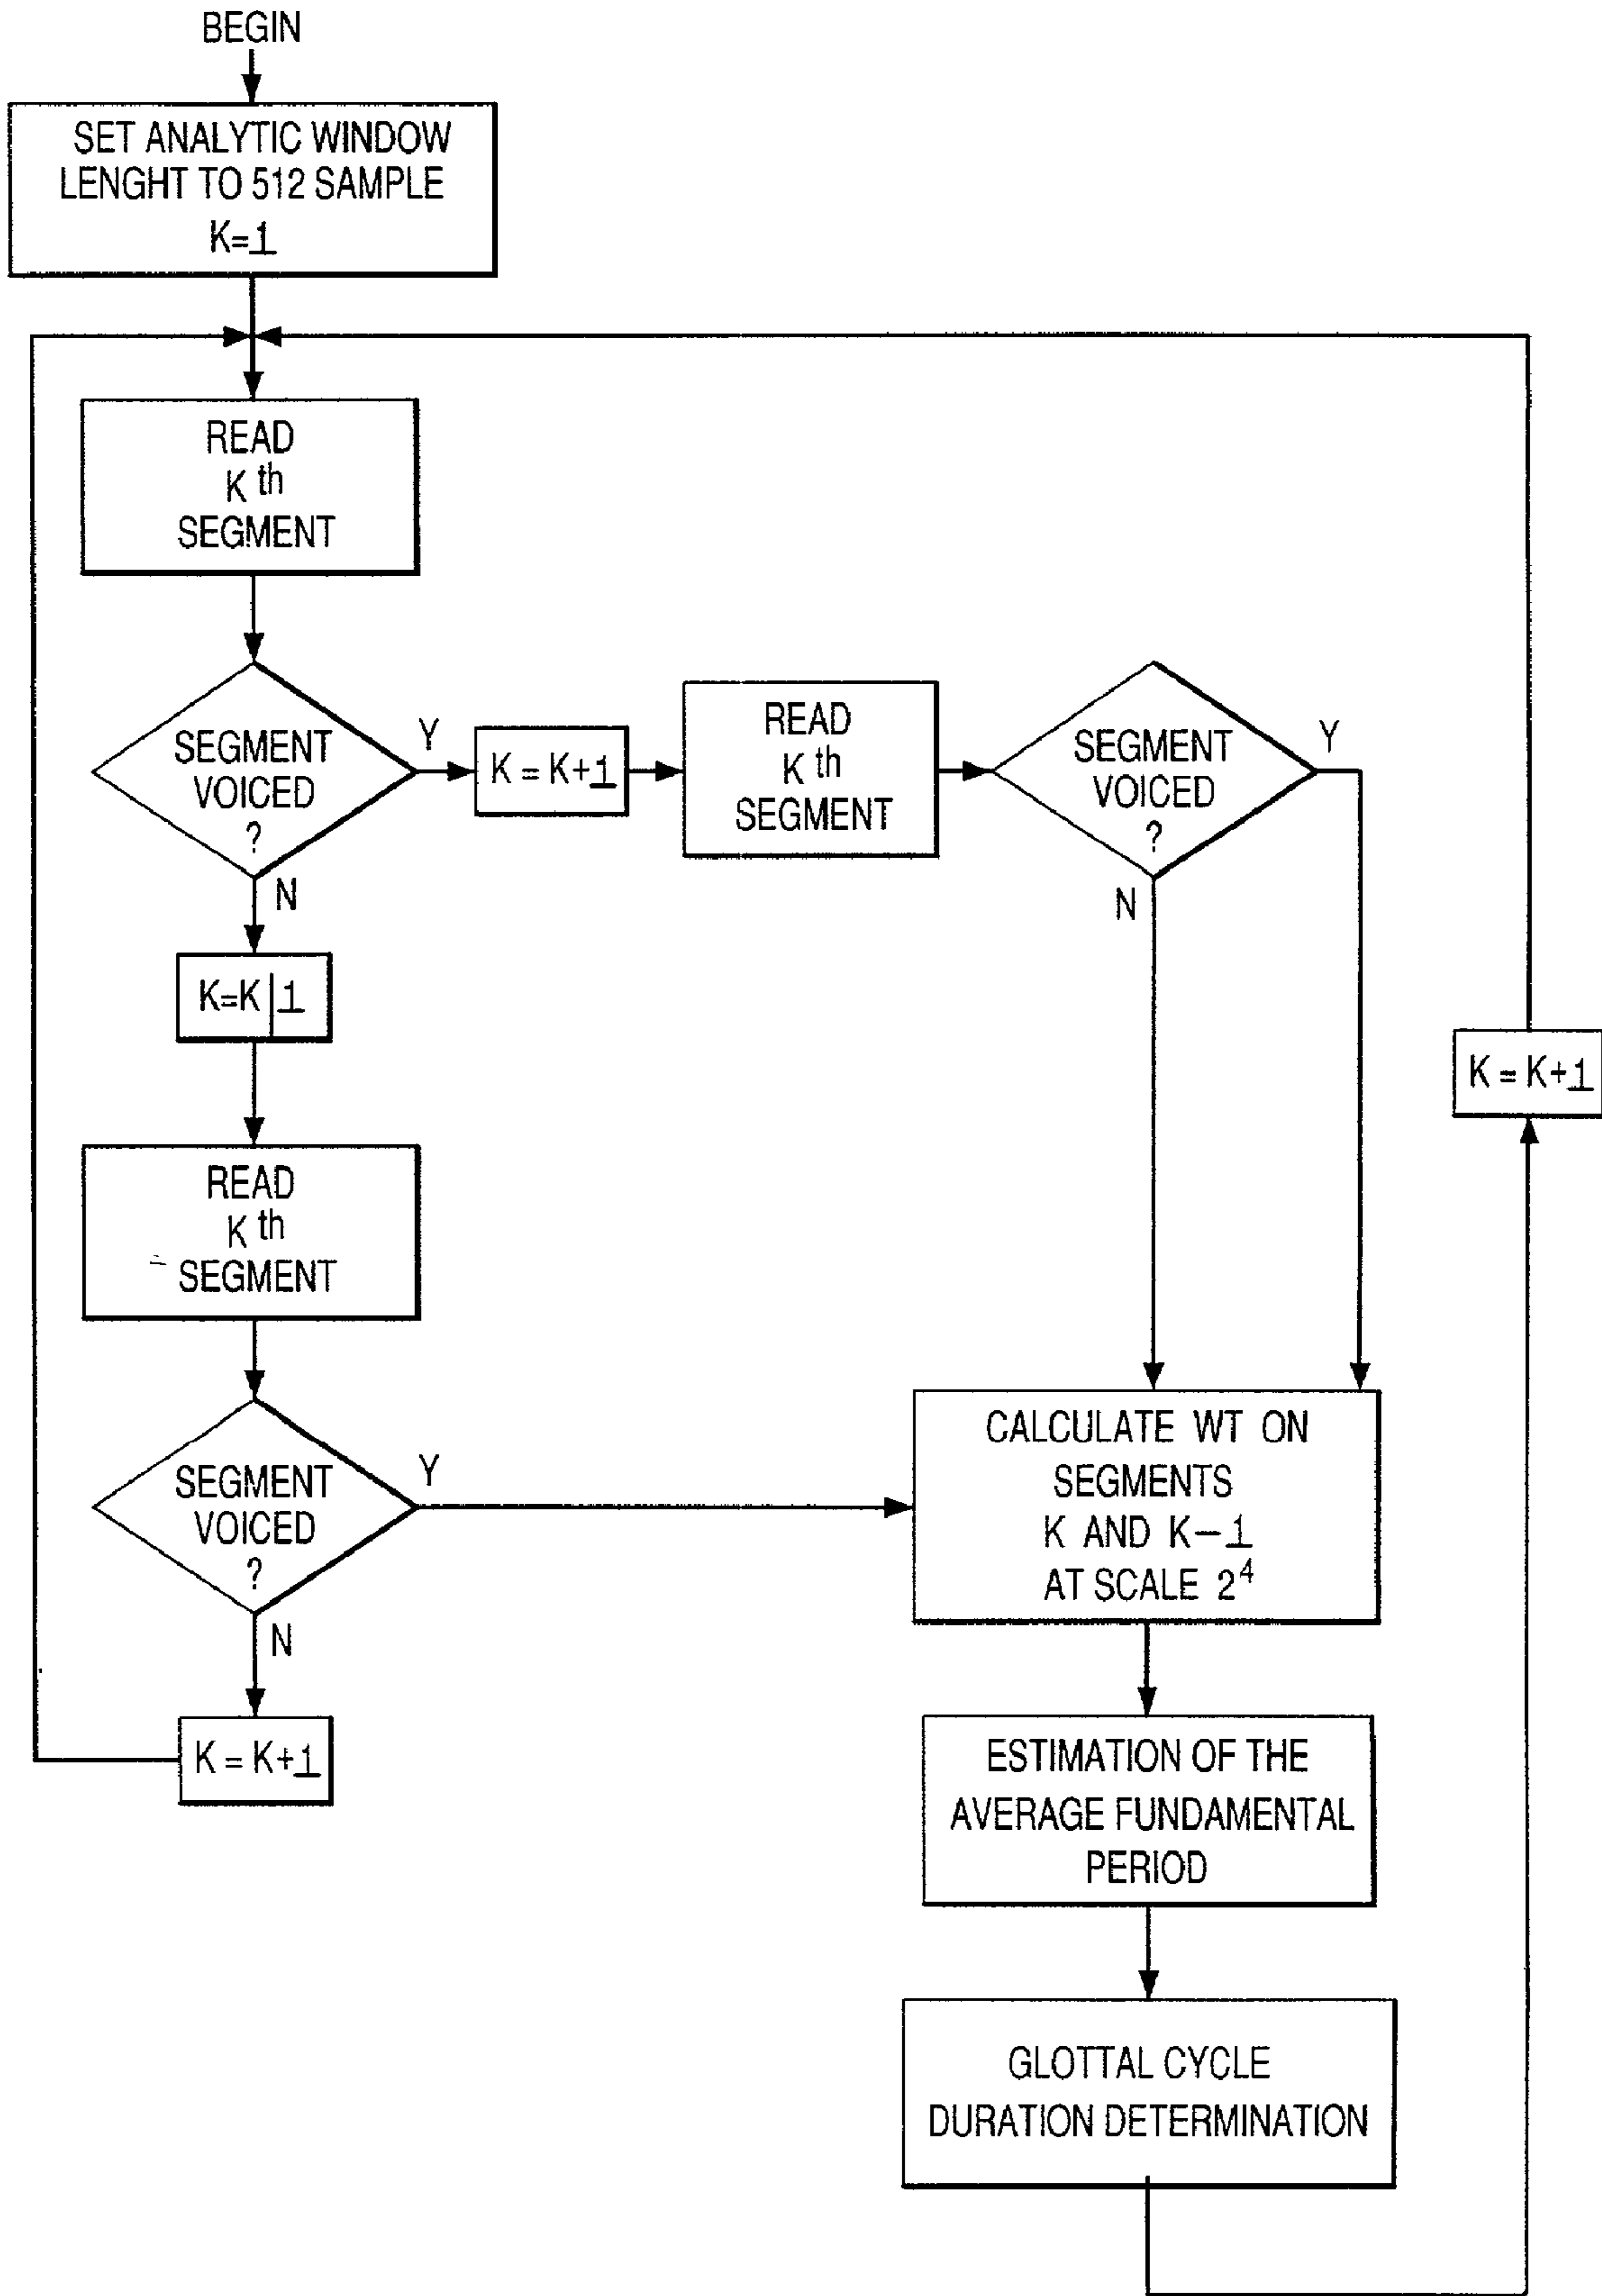 BEGIN
SET ANALYTIC WINDOW
LENGHT TO 512 SAMPLE
K=1
READ
K th
SEGMENT
SEGMENT
VOICED
?
Y
N
K = K+1
READ
K th
SEGMENT
SEGMENT
VOICED
?
Y
N
K=K|1
K = K+1
READ
K th
SEGMENT
SEGMENT
VOICED
?
Y
N
K = K+1
CALCULATE WT ON
SEGMENTS
K AND K-1
AT SCALE 2⁴
ESTIMATION OF THE
AVERAGE FUNDAMENTAL
PERIOD
GLOTTAL CYCLE
DURATION DETERMINATION